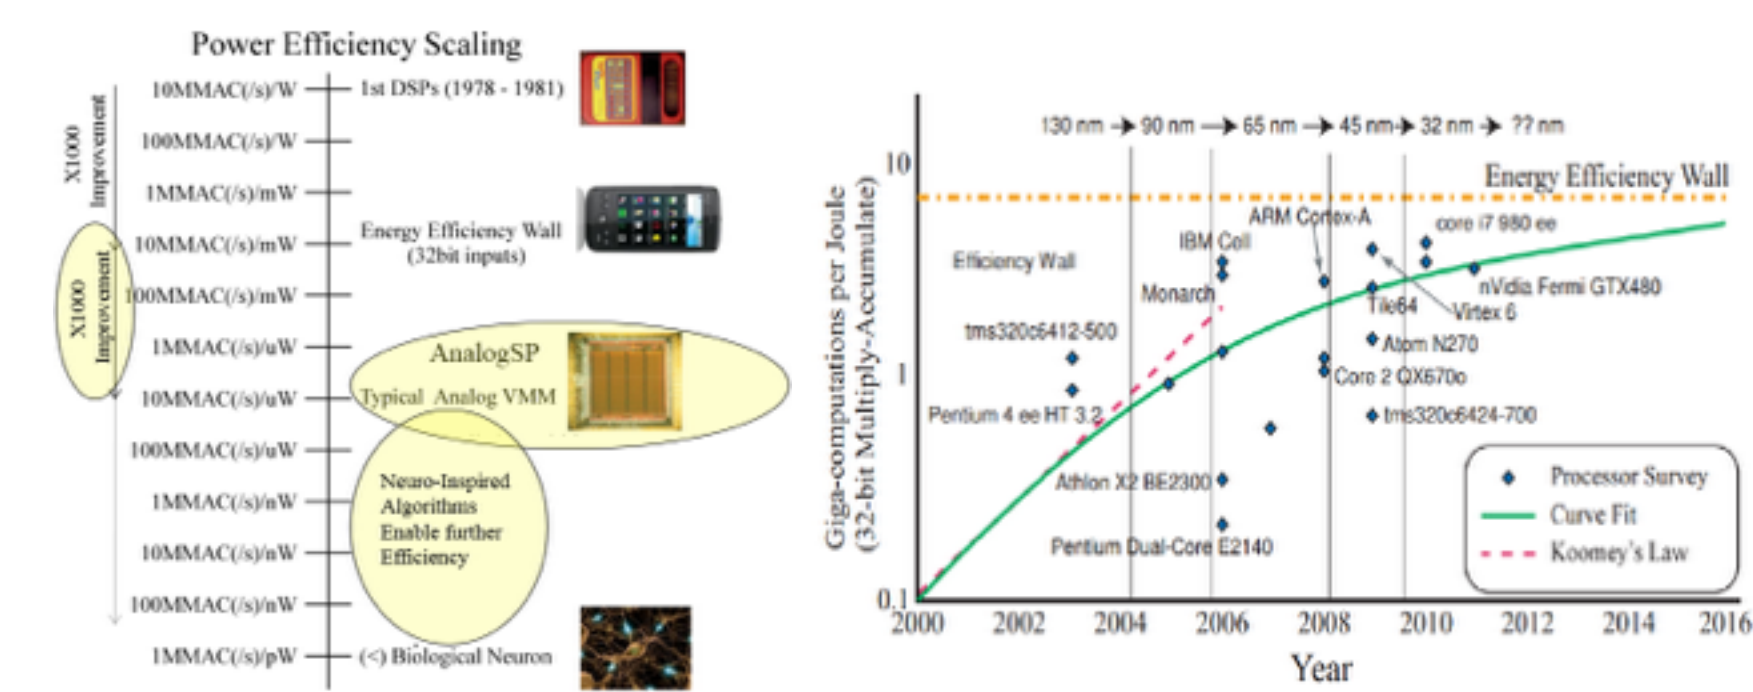 Power Efficiency Scaling
X1000
Improvement
X1000
Improvement
10MMAC(/s)/W
100MMAC(/s)/W
1MMAC(/s)/mW
10MMAC(/s)/mW
100MMAC(/s)/mW
1MMAC(/s)/uW
10MMAC(/s)/uW
100MMAC(/s)/uW
1MMAC(/s)/nW
10MMAC(/s)/nW
100MMAC(/s)/nW
1MMAC(/s)/pW
1st DSPs (1978 - 1981)
Energy Efficiency Wall
(32bit inputs)
AnalogSP
Typical Analog VMM
Neuro-Inspired
Algorithms
Enable further
Efficiency
(<) Biological Neuron
Giga-computations per Joule
(32-bit Multiply-Accumulate)
10
1
0.1
130 nm → 90 nm → 65 nm → 45 nm → 32 nm → ?? nm
Energy Efficiency Wall
ARM Cortex-A
core i7 980 ee
IBM Cell
Efficiency Wall
Monarch
nVidia Fermi GTX480
Tile64
Virtex 6
tms320c6412-500
Atom N270
Core 2 QX670o
Pentium 4 ee HT 3.2
tms320c6424-700
Athlon X2 BE2300
Pentium Dual-Core E2140
Processor Survey
Curve Fit
Koomey's Law
2000 2002 2004 2006 2008 2010 2012 2014 2016
Year